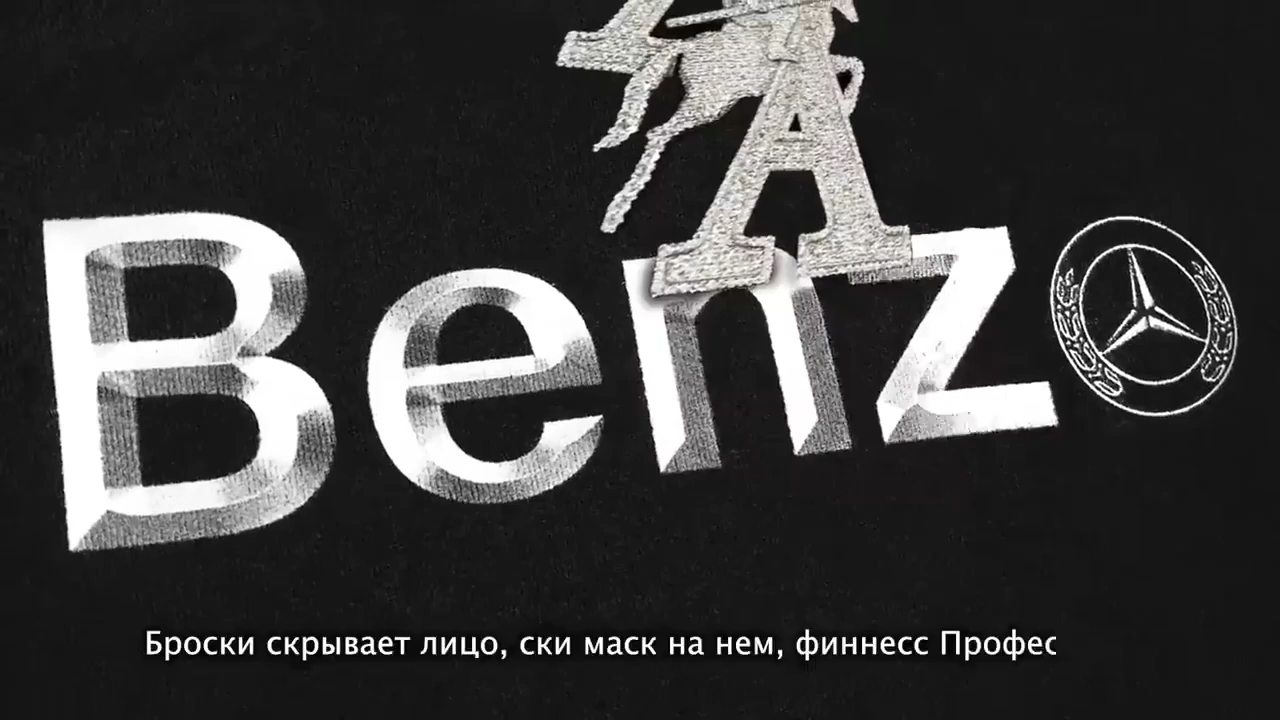 A
Benz
Броски скрывает лицо, ски маск на нем, финнесс Профес